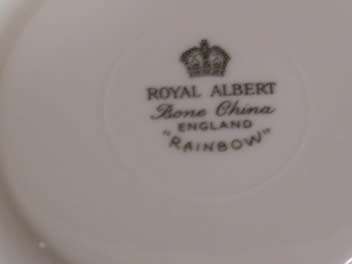 ROYAL ALBERT
Bone China
ENGLAND
"RAINBOW"